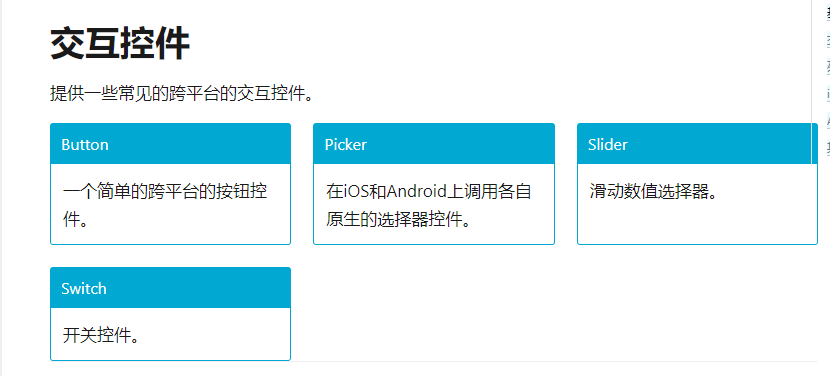 交互控件
提供一些常见的跨平台的交互控件。
Button
一个简单的跨平台的按钮控
件。
Picker
在iOS和Android上调用各自
原生的选择器控件。
Slider
滑动数值选择器。
Switch
开关控件。